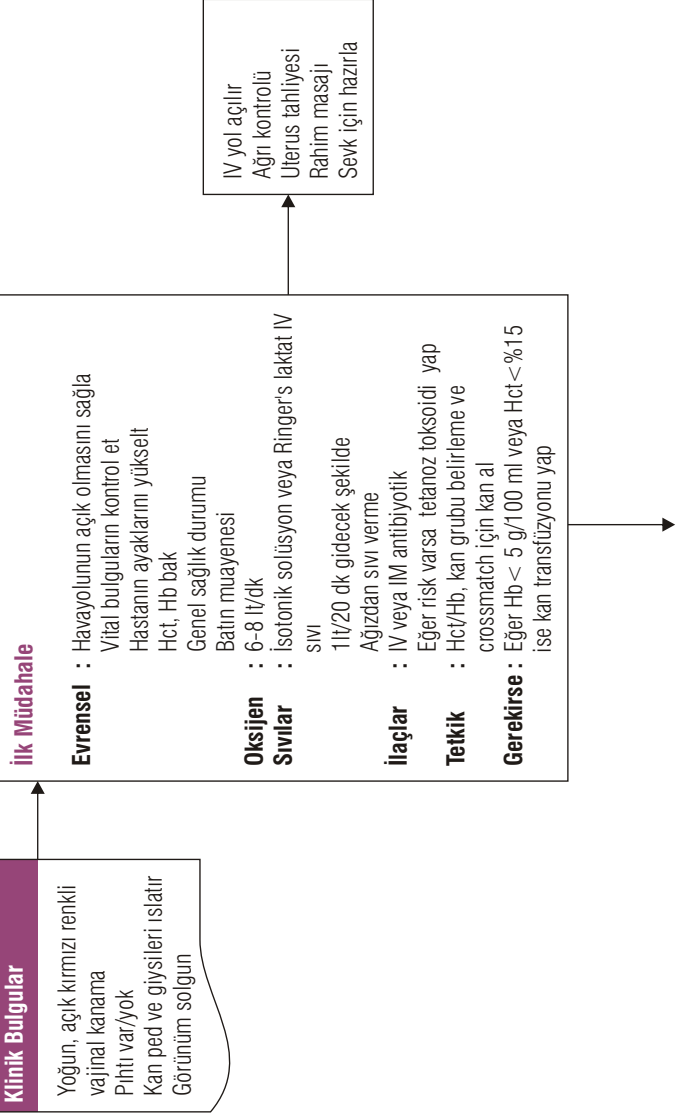 Klinik Bulgular
Yoğun, açık kırmızı renkli
vajinal kanama
Pıhtı var/yok
Kan ped ve giysileri ıslatır
Görünüm solgun
İlk Müdahale
Evrensel : Havayolunun açık olmasını sağla
Vital bulguların kontrol et
Hastanın ayaklarını yükselt
Hct, Hb bak
Genel sağlık durumu
Batın muayenesi
Oksijen : 6-8 lt/dk
Sıvılar : İsotonik solüsyon veya Ringer's laktat IV
sıvı
1lt/20 dk gidecek şekilde
Ağızdan sıvı verme
İlaçlar : IV veya IM antibiyotik
Eğer risk varsa tetanoz toksoidi yap
Tetkik : Hct/Hb, kan grubu belirleme ve
crossmatch için kan al
Gerekirse : Eğer Hb< 5 g/100 ml veya Hct<%15
ise kan transfüzyonu yap
IV yol açılır
Ağrı kontrolü
Uterus tahliyesi
Rahim masajı
Sevk için hazırla